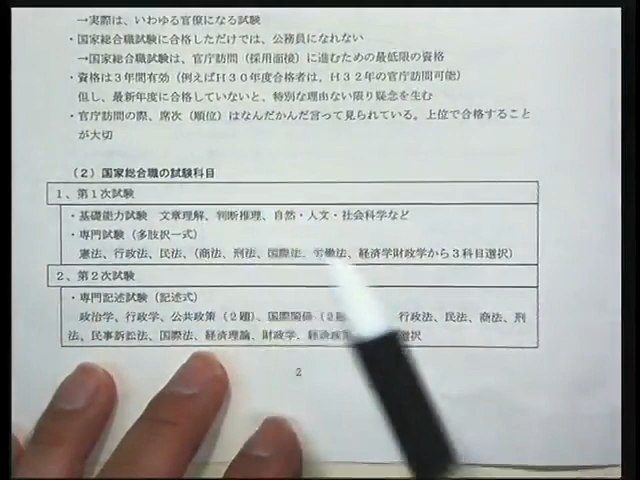 →実際は、いわゆる官僚になる試験
・国家総合職試験に合格しただけでは、公務員になれない
→国家総合職試験は、官庁訪問（採用面接）に進むための最低限の資格
・資格は３年間有効（例えばＨ３０年度合格者は、Ｈ３２年の官庁訪問可能）
但し、最新年度に合格していないと、特別な理由ない限り疑念を生む
・官庁訪問の際、席次（順位）はなんだかんだ言って見られている。上位で合格すること
が大切
（２）国家総合職の試験科目
１、第１次試験
・基礎能力試験　文章理解、判断推理、自然・人文・社会科学など
・専門試験（多肢択一式）
憲法、行政法、民法、（商法、刑法、国際法、労働法、経済学財政学から３科目選択）
２、第２次試験
・専門記述試験（記述式）
政治学、行政学、公共政策（２題）、国際関係（２題 行政法、民法、商法、刑
法、民事訴訟法、国際法、経済理論、財政学、経済政策 選択
2